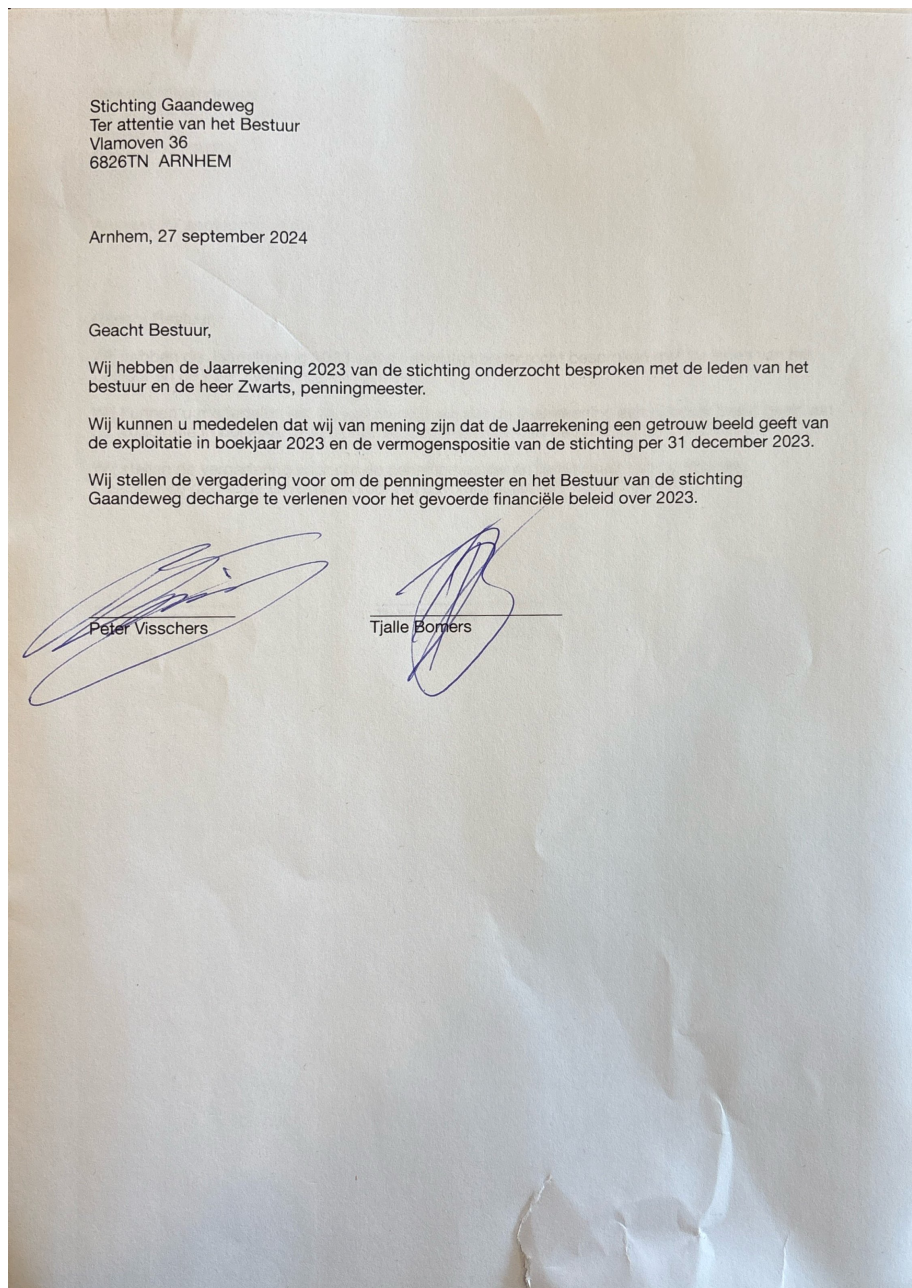 Stichting Gaandeweg
Ter attentie van het Bestuur
Vlamoven 36
6826TN ARNHEM
Arnhem, 27 september 2024
Geacht Bestuur,
Wij hebben de Jaarrekening 2023 van de stichting onderzocht besproken met de leden van het
bestuur en de heer Zwarts, penningmeester.
Wij kunnen u mededelen dat wij van mening zijn dat de Jaarrekening een getrouw beeld geeft van
de exploitatie in boekjaar 2023 en de vermogenspositie van de stichting per 31 december 2023.
Wij stellen de vergadering voor om de penningmeester en het Bestuur van de stichting
Gaandeweg decharge te verlenen voor het gevoerde financiële beleid over 2023.
Peter Visschers
Tjalle Bomers